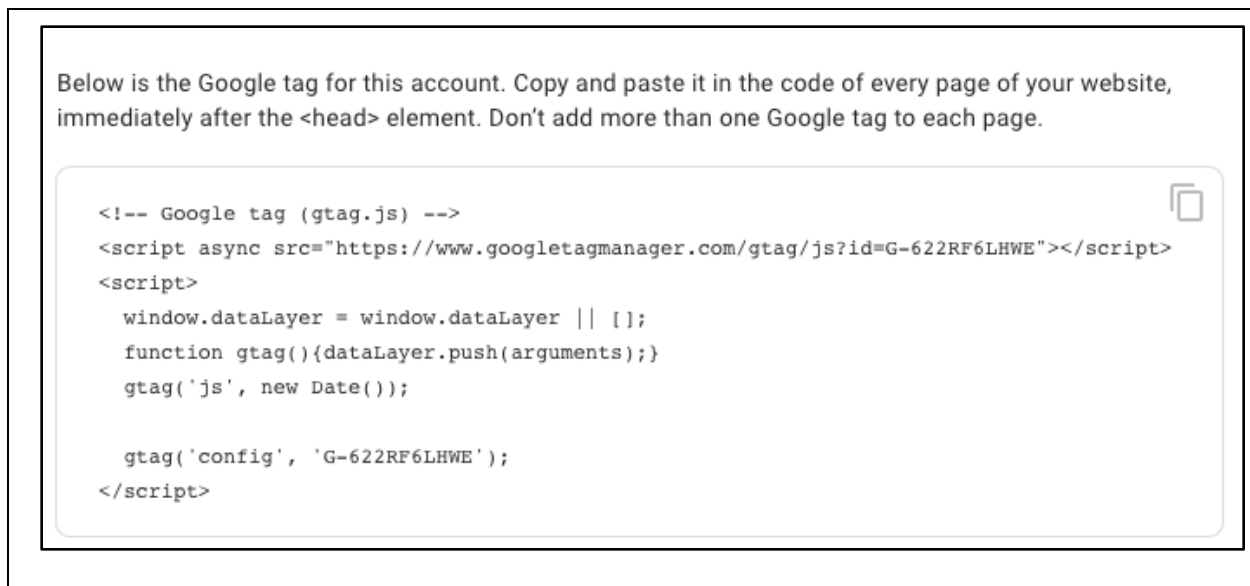 Below is the Google tag for this account. Copy and paste it in the code of every page of your website,
immediately after the <head> element. Don’t add more than one Google tag to each page.
<!-- Google tag (gtag.js) -->
<script async src="https://www.googletagmanager.com/gtag/js?id=G-622RF6LHWE"></script>
<script>
  window.dataLayer = window.dataLayer || [];
  function gtag(){dataLayer.push(arguments);}
  gtag('js', new Date());
  gtag('config', 'G-622RF6LHWE');
</script>